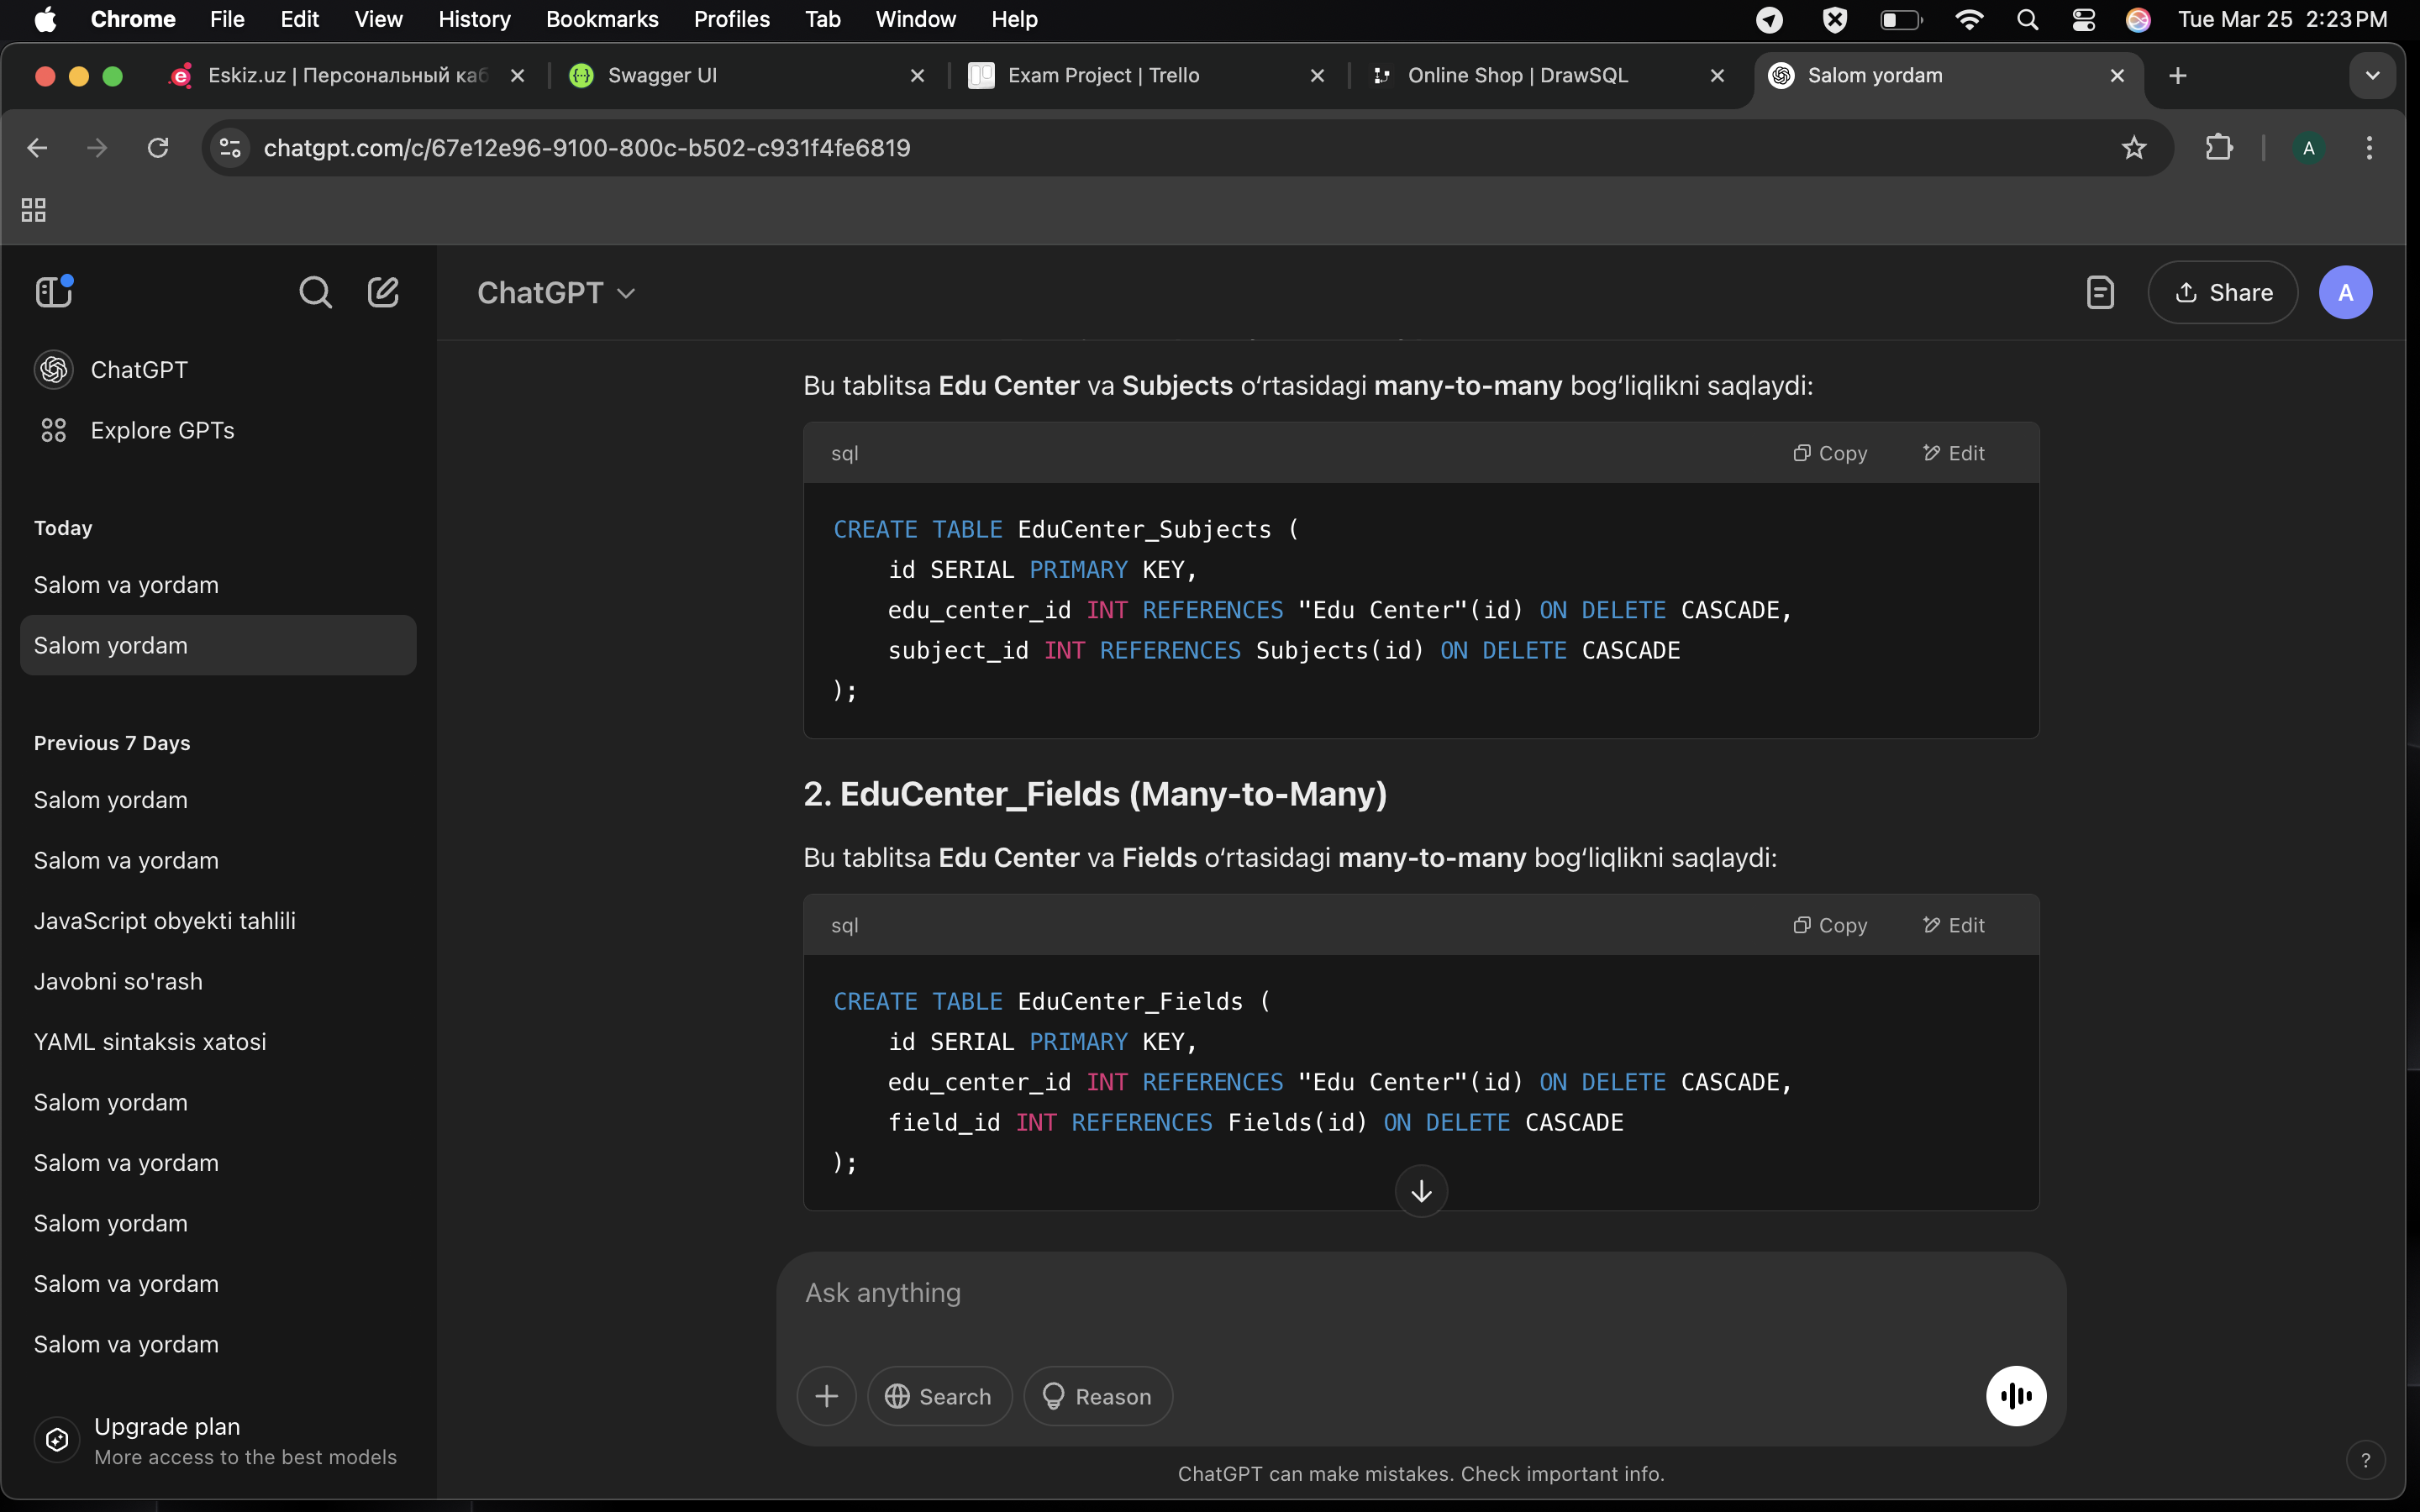 Chrome File Edit View History Bookmarks Profiles Tab Window Help Tue Mar 25 2:23 PM
Eskiz.uz | Персональный каб Swagger UI Exam Project | Trello Online Shop | DrawSQL Salom yordam
chatgpt.com/c/67e12e96-9100-800c-b502-c931f4fe6819 A
ChatGPT Share A
ChatGPT
Explore GPTs
Today
Salom va yordam
Salom yordam
Previous 7 Days
Salom yordam
Salom va yordam
JavaScript obyekti tahlili
Javobni so'rash
YAML sintaksis xatosi
Salom yordam
Salom va yordam
Salom yordam
Salom va yordam
Salom va yordam
Upgrade plan
More access to the best models
Bu tablitsa Edu Center va Subjects o‘rtasidagi many-to-many bog‘liqlikni saqlaydi:
sql Copy Edit
CREATE TABLE EduCenter_Subjects (
id SERIAL PRIMARY KEY,
edu_center_id INT REFERENCES "Edu Center"(id) ON DELETE CASCADE,
subject_id INT REFERENCES Subjects(id) ON DELETE CASCADE
);
2. EduCenter_Fields (Many-to-Many)
Bu tablitsa Edu Center va Fields o‘rtasidagi many-to-many bog‘liqlikni saqlaydi:
sql Copy Edit
CREATE TABLE EduCenter_Fields (
id SERIAL PRIMARY KEY,
edu_center_id INT REFERENCES "Edu Center"(id) ON DELETE CASCADE,
field_id INT REFERENCES Fields(id) ON DELETE CASCADE
);
Ask anything
Search Reason
ChatGPT can make mistakes. Check important info.
?